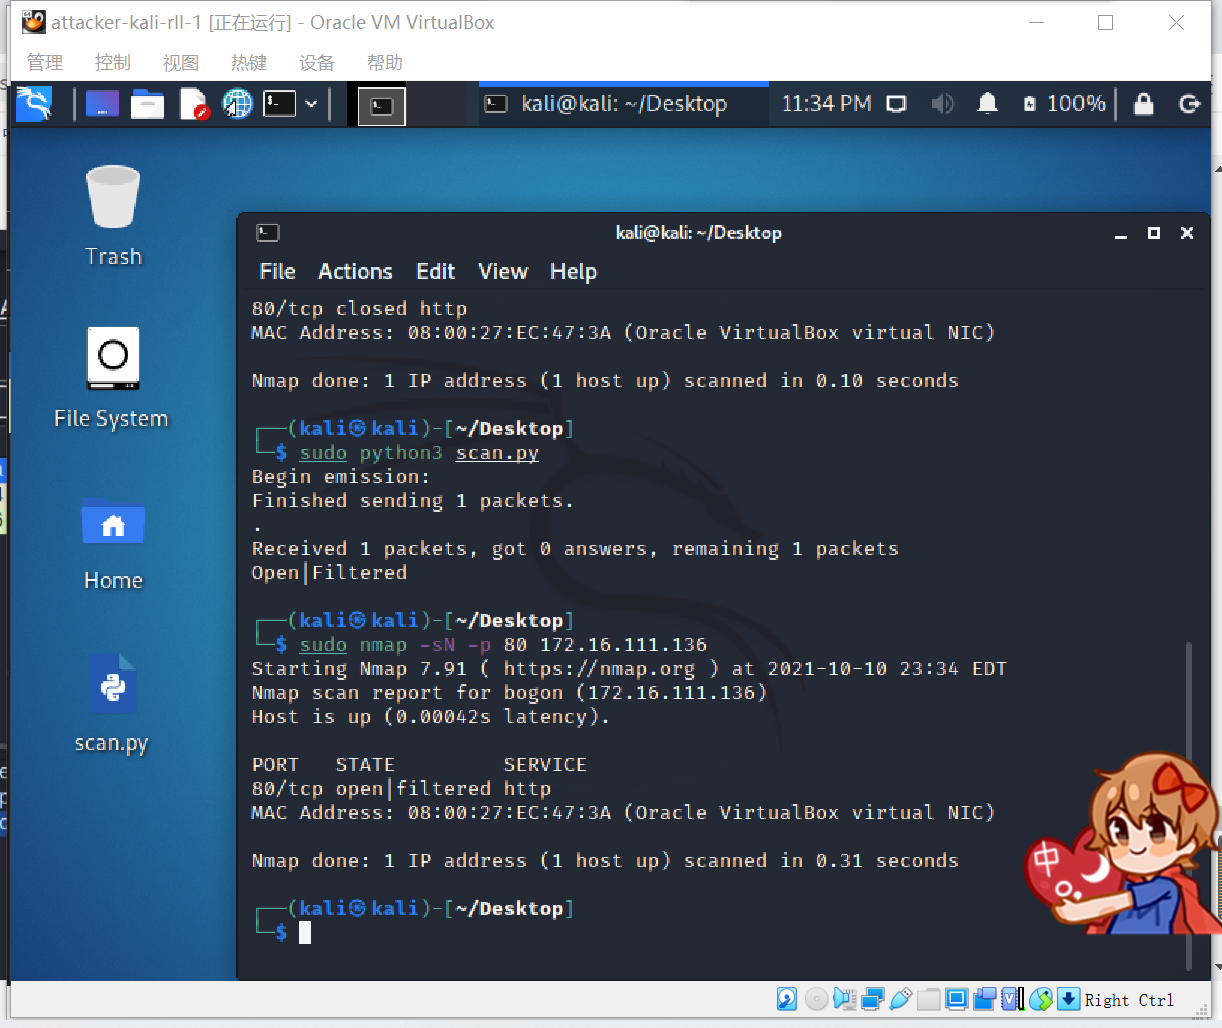 attacker-kali-rll-1 [正在运行] - Oracle VM VirtualBox
管理 控制 视图 热键 设备 帮助
kali@kali: ~/Desktop 11:34 PM 100%
Trash
File System
Home
scan.py
kali@kali: ~/Desktop
File Actions Edit View Help
80/tcp closed http
MAC Address: 08:00:27:EC:47:3A (Oracle VirtualBox virtual NIC)
Nmap done: 1 IP address (1 host up) scanned in 0.10 seconds
┌──(kali㉿kali)-[~/Desktop]
└─$ sudo python3 scan.py
Begin emission:
Finished sending 1 packets.
.
Received 1 packets, got 0 answers, remaining 1 packets
Open|Filtered
┌──(kali㉿kali)-[~/Desktop]
└─$ sudo nmap -sN -p 80 172.16.111.136
Starting Nmap 7.91 ( https://nmap.org ) at 2021-10-10 23:34 EDT
Nmap scan report for bogon (172.16.111.136)
Host is up (0.00042s latency).
PORT   STATE         SERVICE
80/tcp open|filtered http
MAC Address: 08:00:27:EC:47:3A (Oracle VirtualBox virtual NIC)
Nmap done: 1 IP address (1 host up) scanned in 0.31 seconds
┌──(kali㉿kali)-[~/Desktop]
└─$
中
Right Ctrl